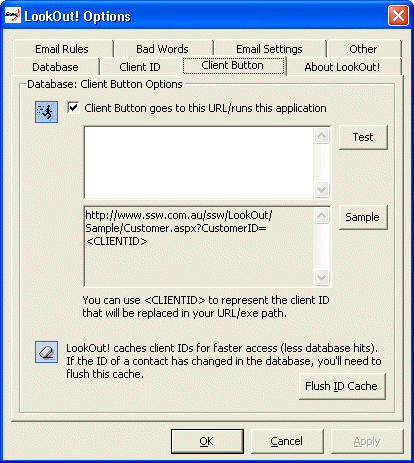 LookOut! Options
Email Rules Bad Words Email Settings Other
Database Client ID Client Button About LookOut!
Database: Client Button Options
Client Button goes to this URL/runs this application
Test
http://www.ssw.com.au/ssw/LookOut/
Sample/Customer.aspx?CustomerID=
<CLIENTID>
Sample
You can use <CLIENTID> to represent the client ID
that will be replaced in your URL/exe path.
LookOut! caches client IDs for faster access (less database hits).
If the ID of a contact has changed in the database, you'll need to
flush this cache.
Flush ID Cache
OK Cancel Apply